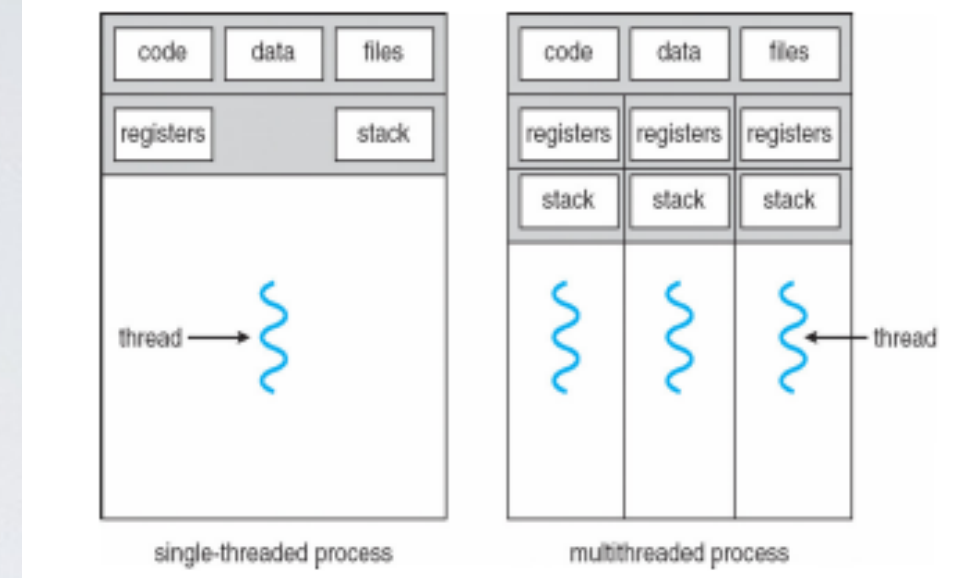 code data files
registers stack
thread
single-threaded process
code data files
registers registers registers
stack stack stack
thread
multithreaded process